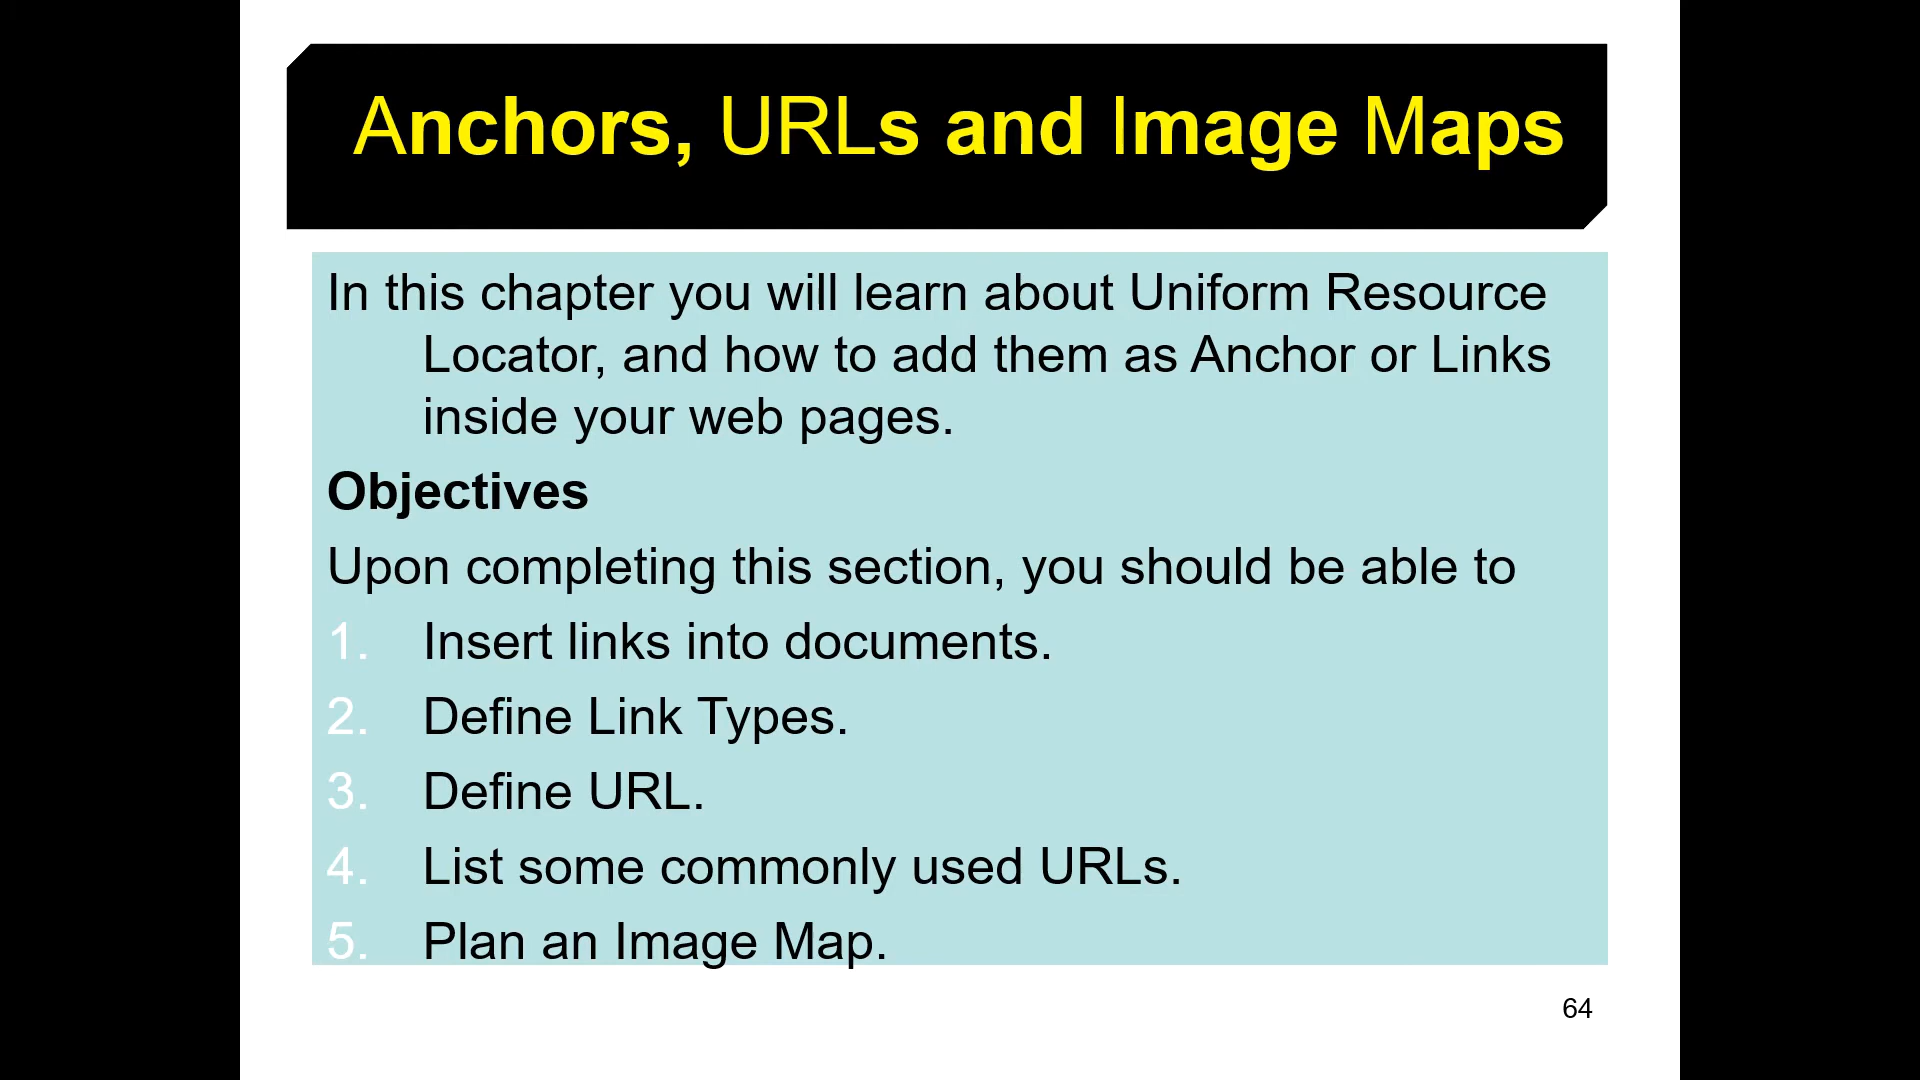 Anchors, URLs and Image Maps
In this chapter you will learn about Uniform Resource
Locator, and how to add them as Anchor or Links
inside your web pages.
Objectives
Upon completing this section, you should be able to
1. Insert links into documents.
2. Define Link Types.
3. Define URL.
4. List some commonly used URLs.
5. Plan an Image Map.
64